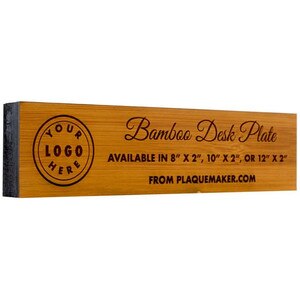 YOUR
LOGO
HERE
Bamboo Desk Plate
AVAILABLE IN 8" X 2", 10" X 2", OR 12" X 2"
FROM PLAQUEMAKER.COM